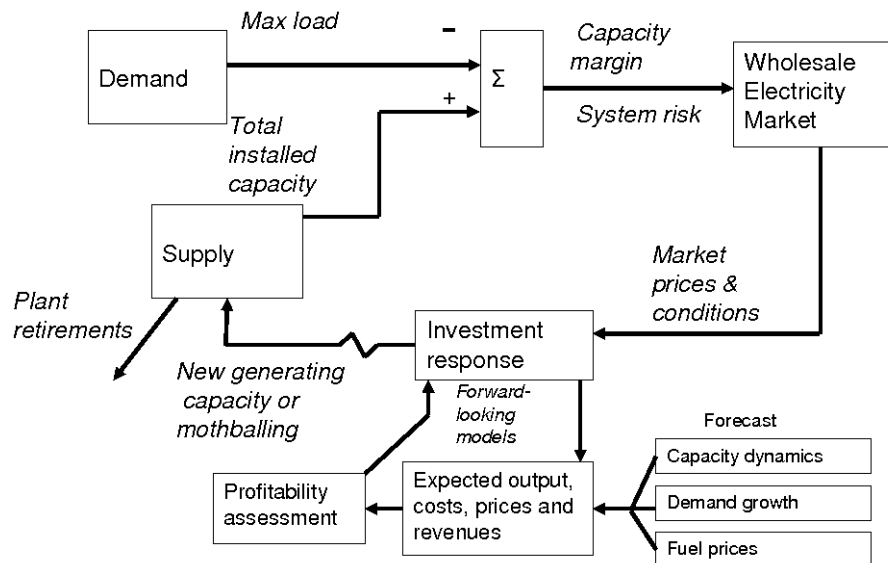 Max load
-
Demand
Σ
+
Capacity
margin
System risk
Wholesale
Electricity
Market
Total
installed
capacity
Supply
Plant
retirements
Market
prices &
conditions
Investment
response
New generating
capacity or
mothballing
Forward-
looking
models
Profitability
assessment
Expected output,
costs, prices and
revenues
Forecast
Capacity dynamics
Demand growth
Fuel prices